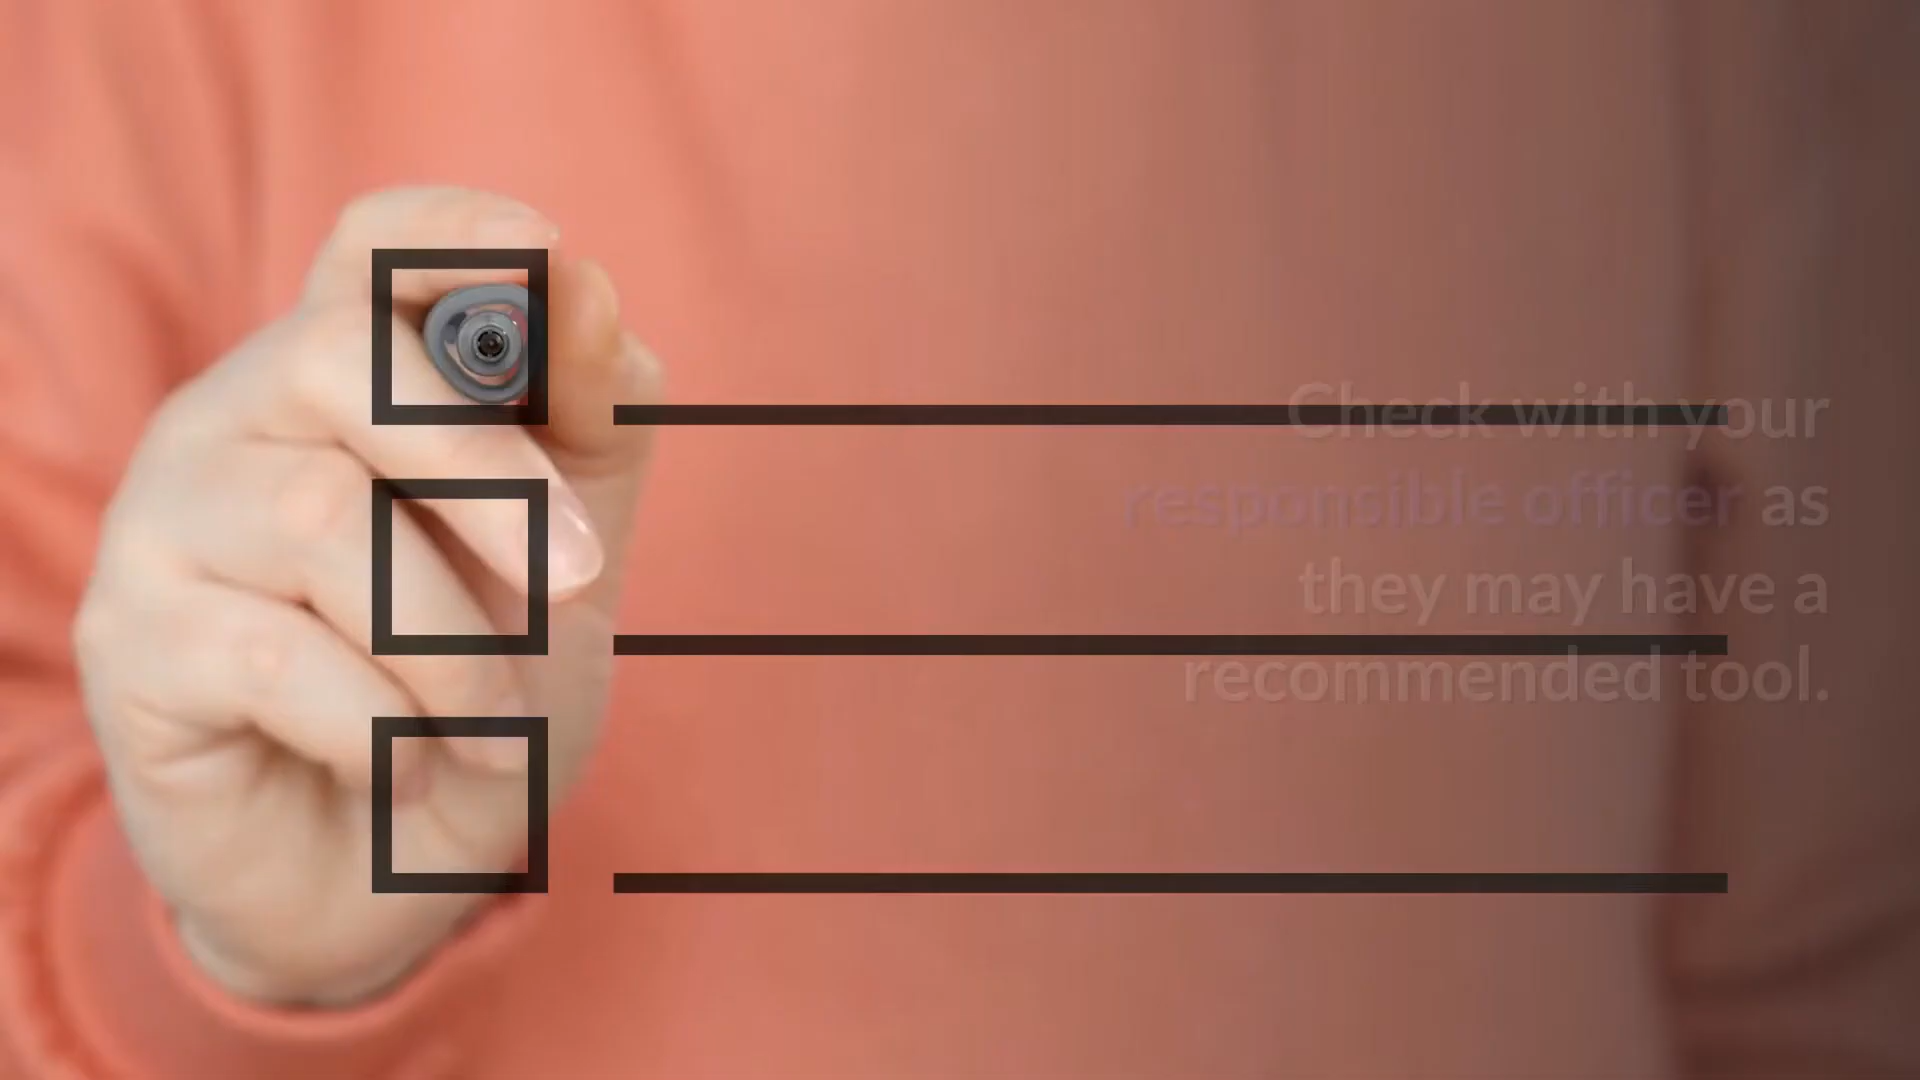 Check with your
responsible officer as
they may have a
recommended tool.